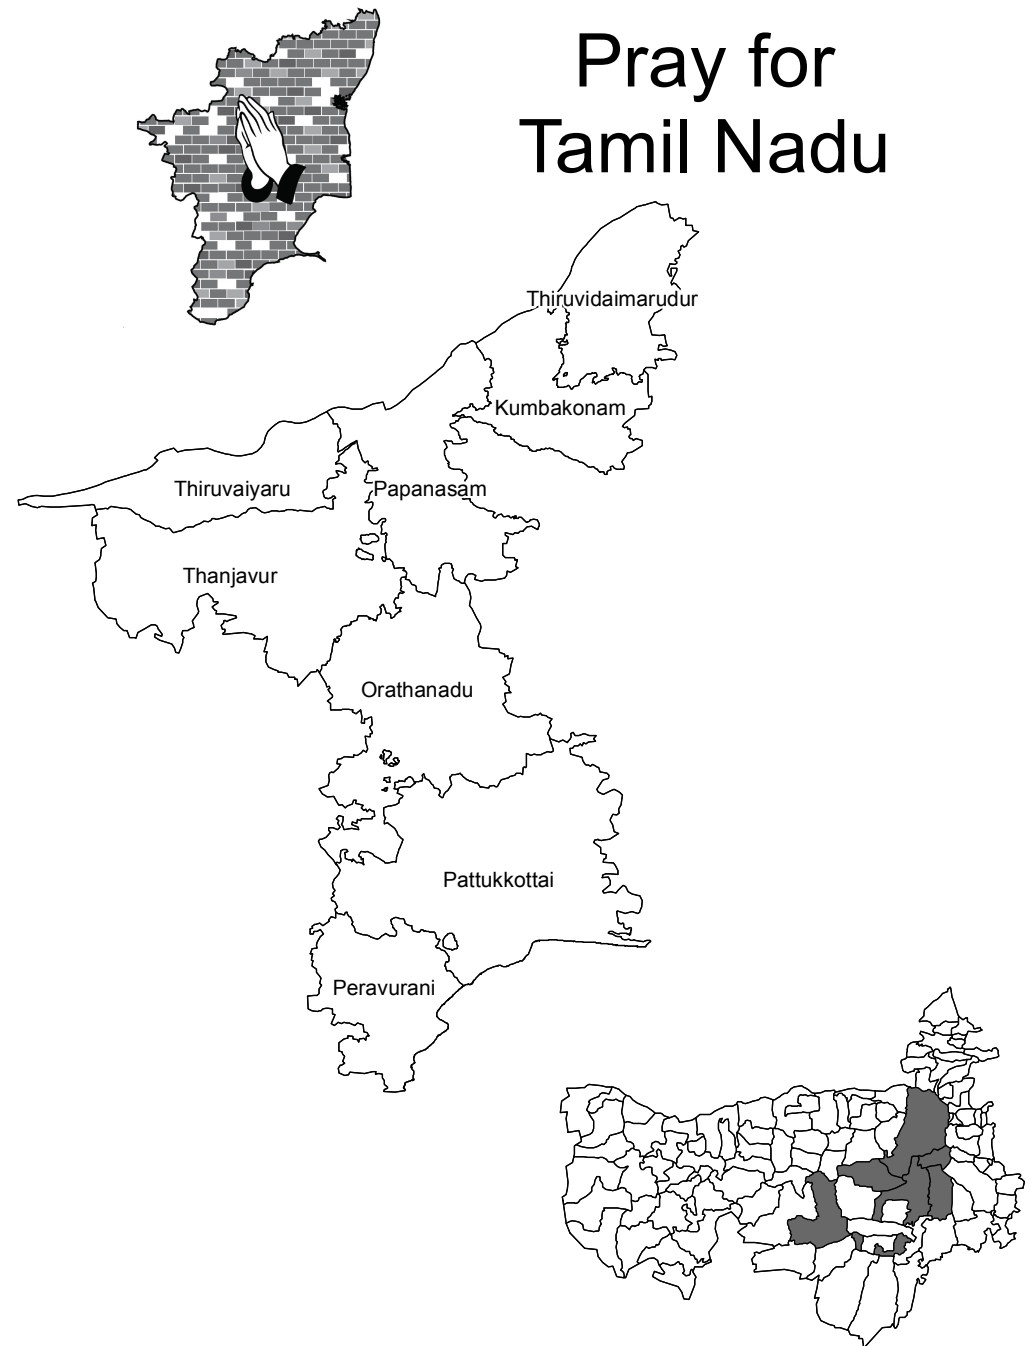 Pray for
Tamil Nadu
Thiruvidaimarudur
Kumbakonam
Thiruvaiyaru
Papanasam
Thanjavur
Orathanadu
Pattukkottai
Peravurani